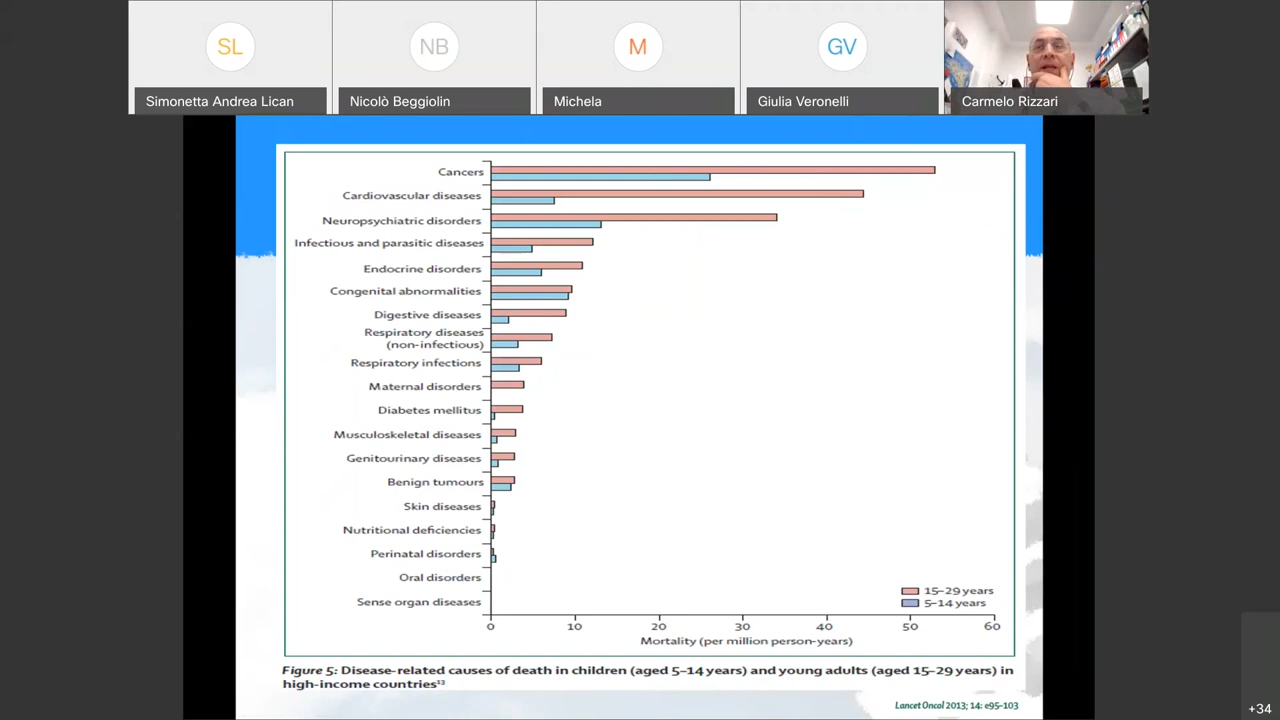 SL
NB
M
GV
Simonetta Andrea Lican
Nicolò Beggiolin
Michela
Giulia Veronelli
Carmelo Rizzari
Cancers
Cardiovascular diseases
Neuropsychiatric disorders
Infectious and parasitic diseases
Endocrine disorders
Congenital abnormalities
Digestive diseases
Respiratory diseases
(non-infectious)
Respiratory infections
Maternal disorders
Diabetes mellitus
Musculoskeletal diseases
Genitourinary diseases
Benign tumours
Skin diseases
Nutritional deficiencies
Perinatal disorders
Oral disorders
Sense organ diseases
15–29 years
5–14 years
0 10 20 30 40 50 60
Mortality (per million person-years)
Figure 5: Disease-related causes of death in children (aged 5–14 years) and young adults (aged 15–29 years) in
high-income countries¹³
Lancet Oncol 2013; 14: e95–103
+34